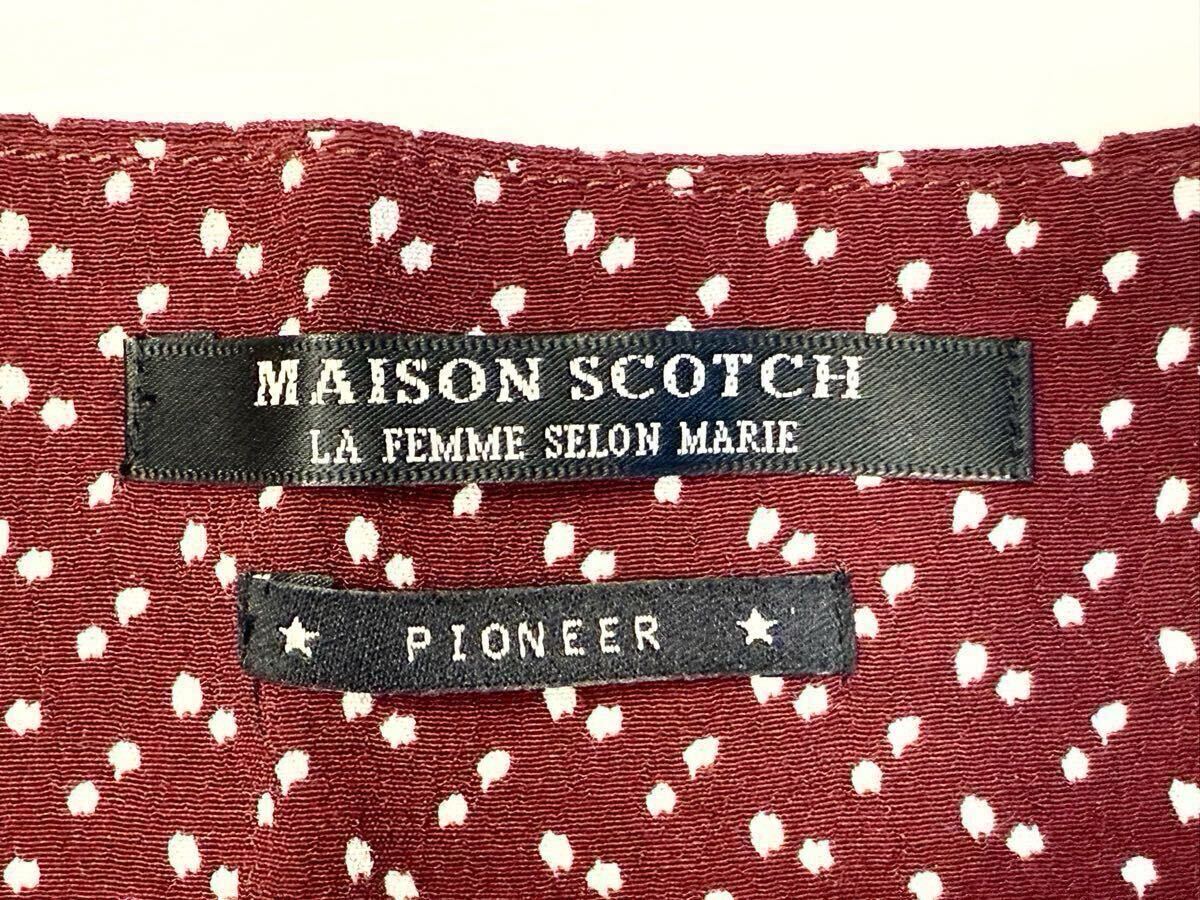 MAISON SCOTCH
LA FEMME SELON MARIE
★ PIONEER ★